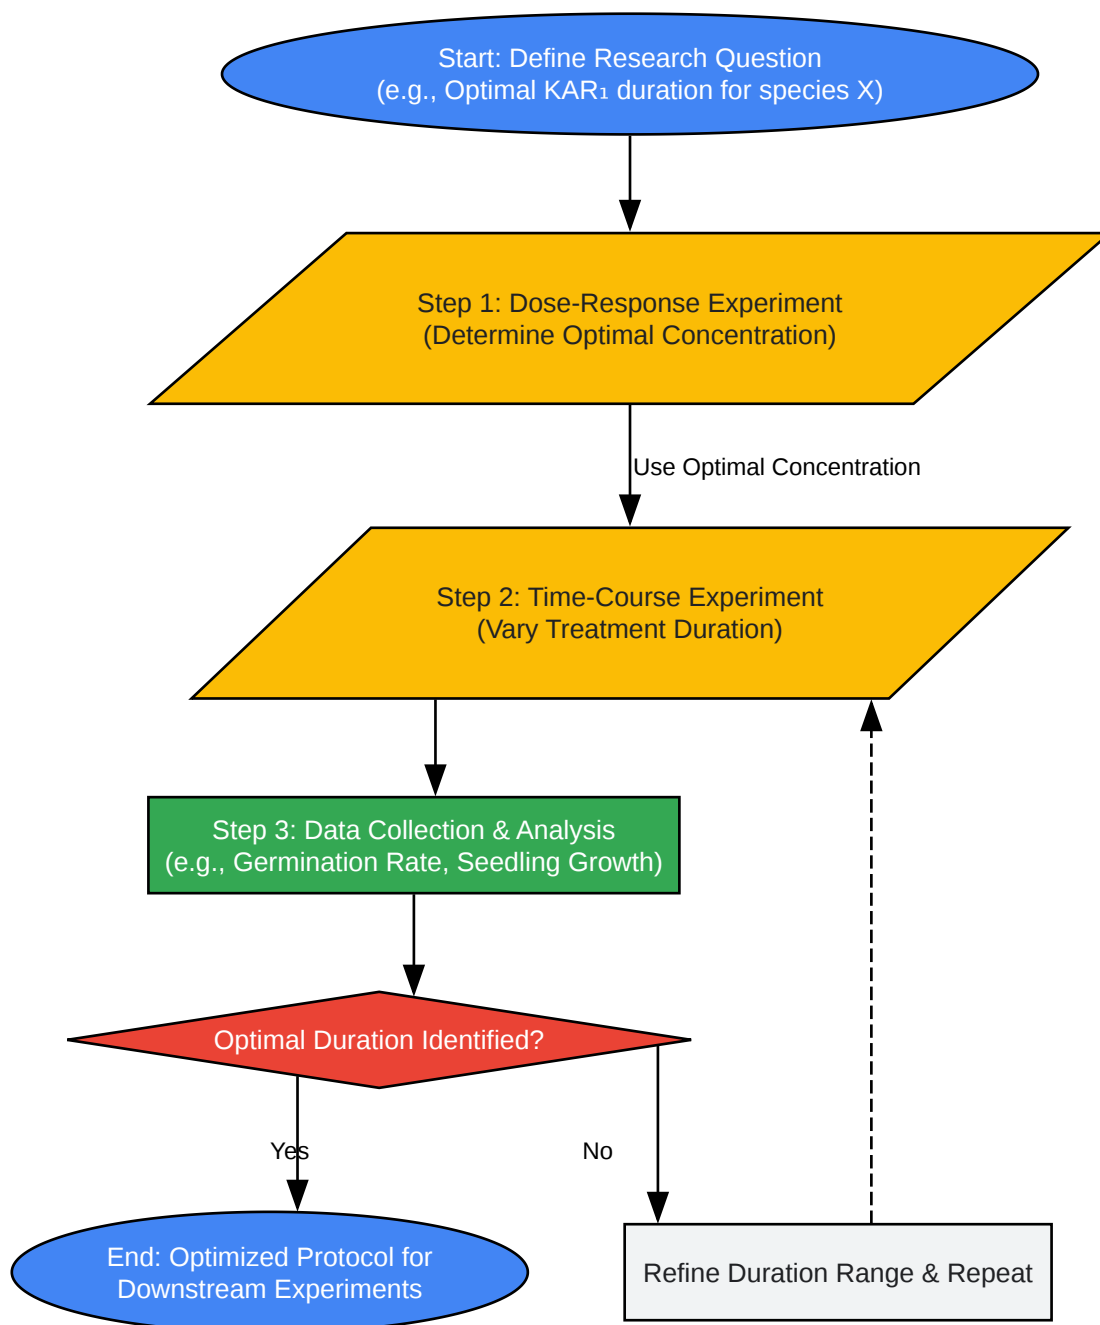 Start: Define Research Question
(e.g., Optimal KAR₁ duration for species X)
Step 1: Dose-Response Experiment
(Determine Optimal Concentration)
Use Optimal Concentration
Step 2: Time-Course Experiment
(Vary Treatment Duration)
Step 3: Data Collection & Analysis
(e.g., Germination Rate, Seedling Growth)
Optimal Duration Identified?
Yes
No
End: Optimized Protocol for
Downstream Experiments
Refine Duration Range & Repeat